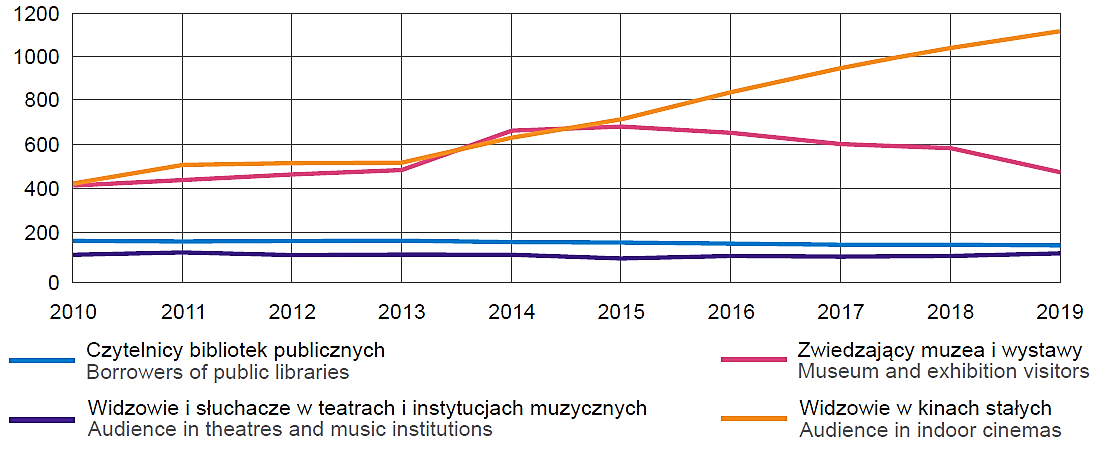 1200
1000
800
600
400
200
0
2010 2011 2012 2013 2014 2015 2016 2017 2018 2019
Czytelnicy bibliotek publicznych
Borrowers of public libraries
Zwiedzający muzea i wystawy
Museum and exhibition visitors
Widzowie i słuchacze w teatrach i instytucjach muzycznych
Audience in theatres and music institutions
Widzowie w kinach stałych
Audience in indoor cinemas